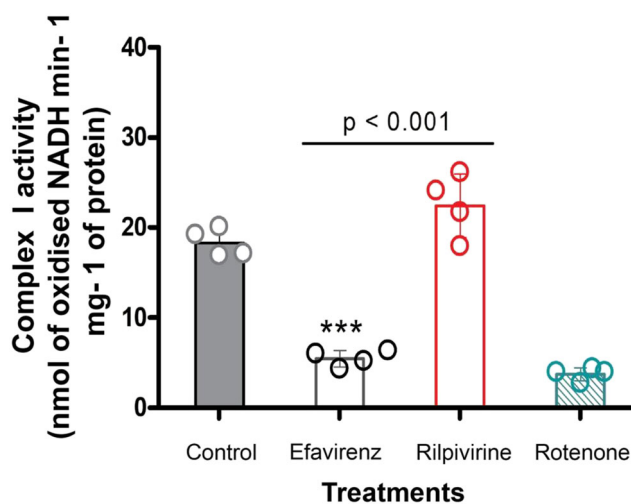 Complex I activity
(nmol of oxidised NADH min- 1
mg- 1 of protein)
40
30
20
10
0
p < 0.001
***
Control
Efavirenz
Rilpivirine
Rotenone
Treatments